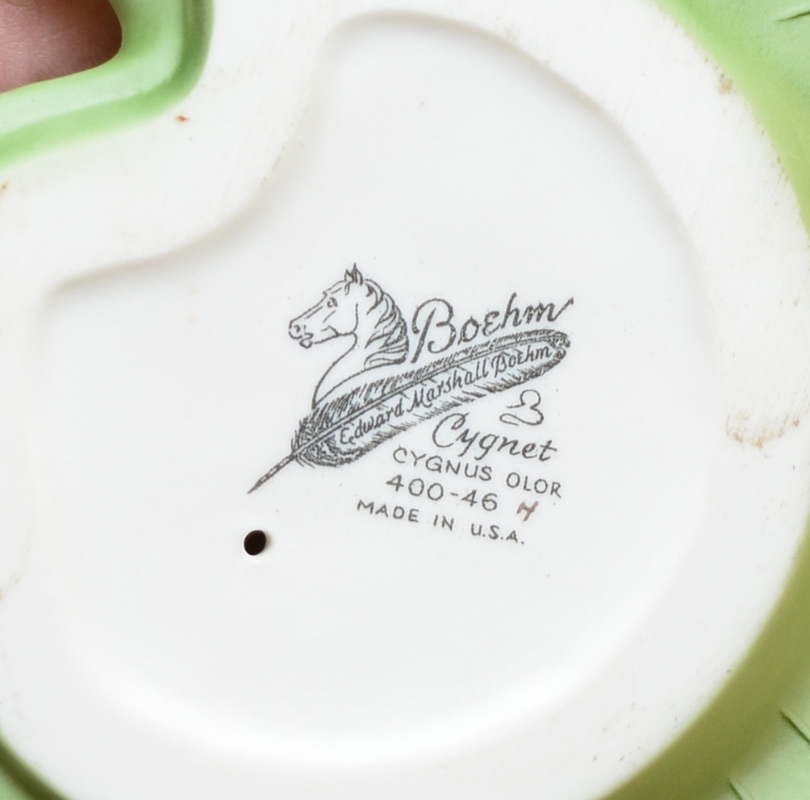 Boehm
Edward Marshall Boehm
Cygnet
CYGNUS OLOR
400-46 H
MADE IN U.S.A.